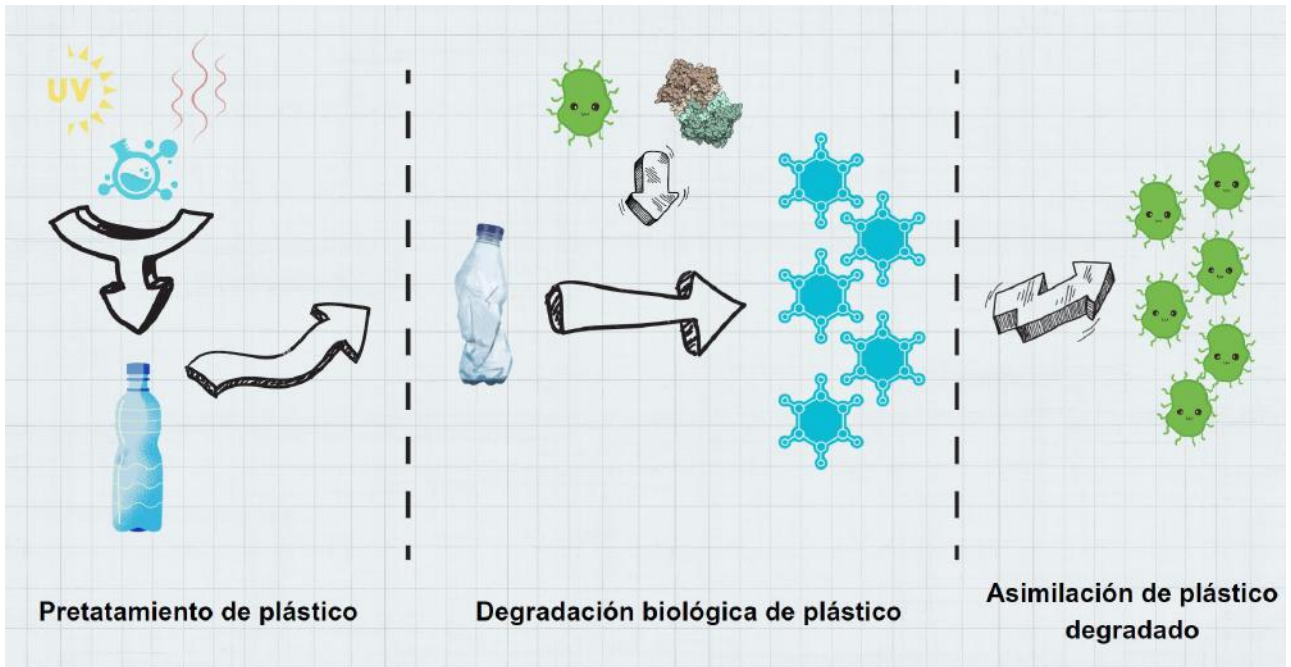 UV
Pretatamiento de plástico
Degradación biológica de plástico
Asimilación de plástico
degradado